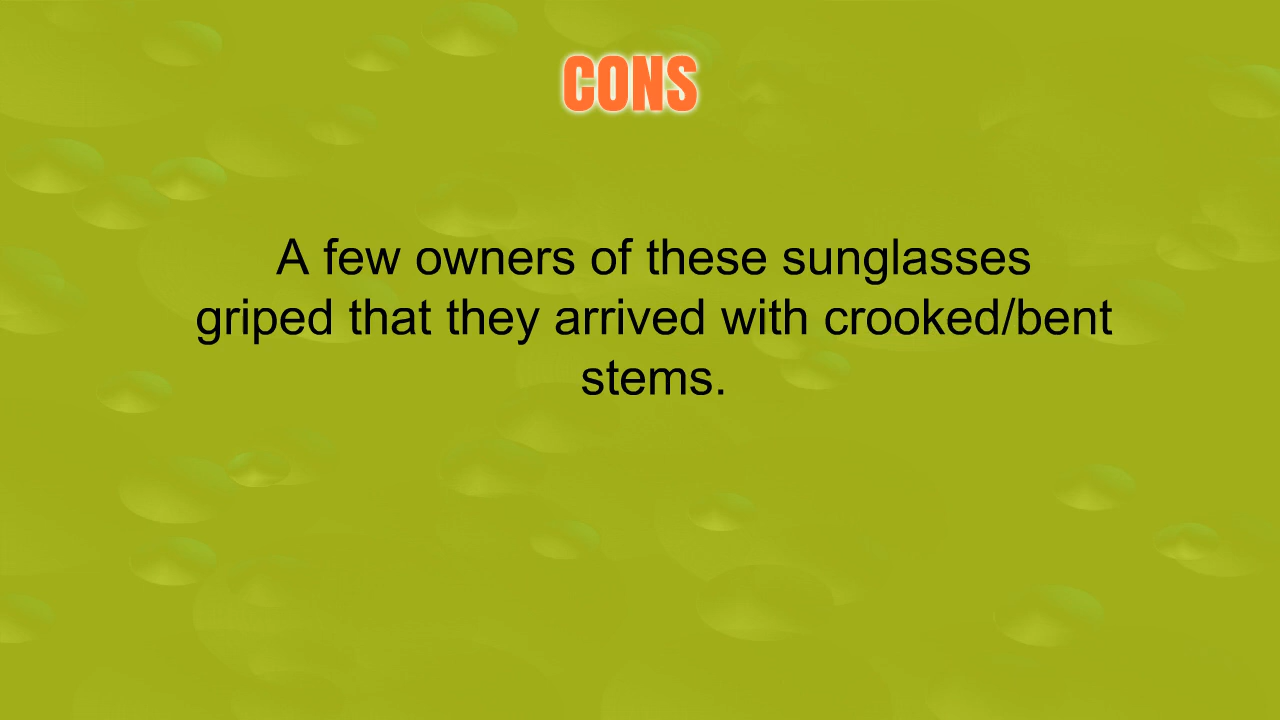 CONS
A few owners of these sunglasses
griped that they arrived with crooked/bent
stems.